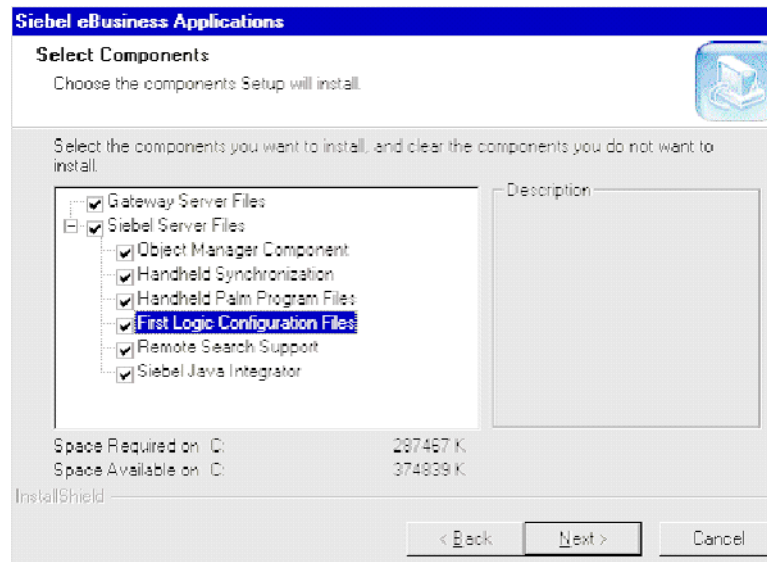 Siebel eBusiness Applications
Select Components
Choose the components Setup will install.
Select the components you want to install, and clear the components you do not want to
install.
Gateway Server Files
Siebel Server Files
Object Manager Component
Handheld Synchronization
Handheld Palm Program Files
First Logic Configuration Files
Remote Search Support
Siebel Java Integrator
Description
Space Required on C: 287467 K
Space Available on C: 374839 K
InstallShield
< Back Next > Cancel